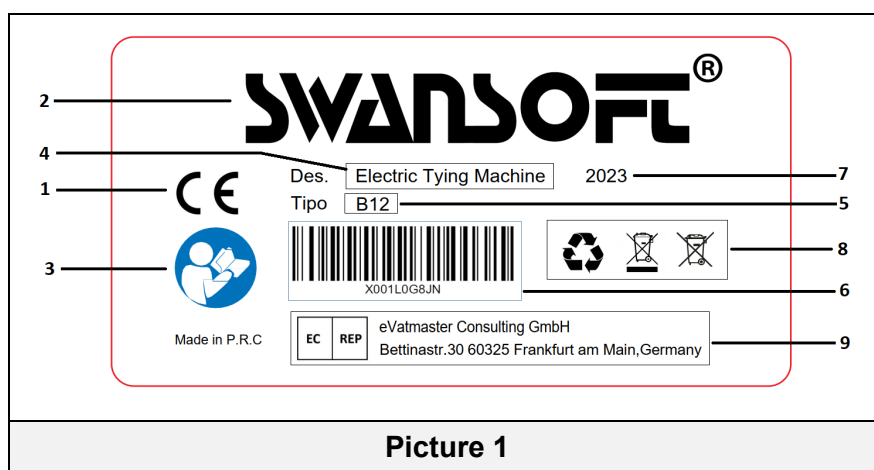 SWANSOFT®
2
4
Des. Electric Tying Machine 2023
7
1
CE
Tipo B12
5
3
8
X001L0G8JN
6
Made in P.R.C
EC REP
eVatmaster Consulting GmbH
Bettinastr.30 60325 Frankfurt am Main,Germany
9
Picture 1